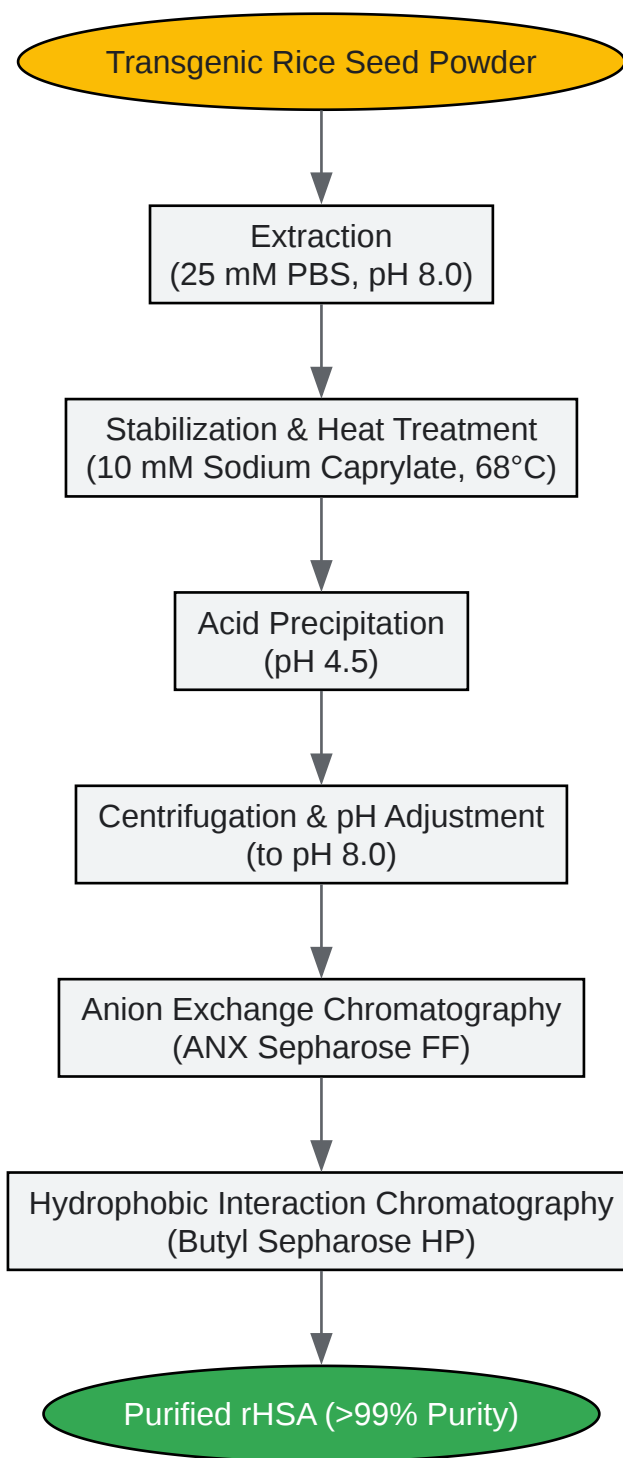 Transgenic Rice Seed Powder
Extraction
(25 mM PBS, pH 8.0)
Stabilization & Heat Treatment
(10 mM Sodium Caprylate, 68°C)
Acid Precipitation
(pH 4.5)
Centrifugation & pH Adjustment
(to pH 8.0)
Anion Exchange Chromatography
(ANX Sepharose FF)
Hydrophobic Interaction Chromatography
(Butyl Sepharose HP)
Purified rHSA (>99% Purity)